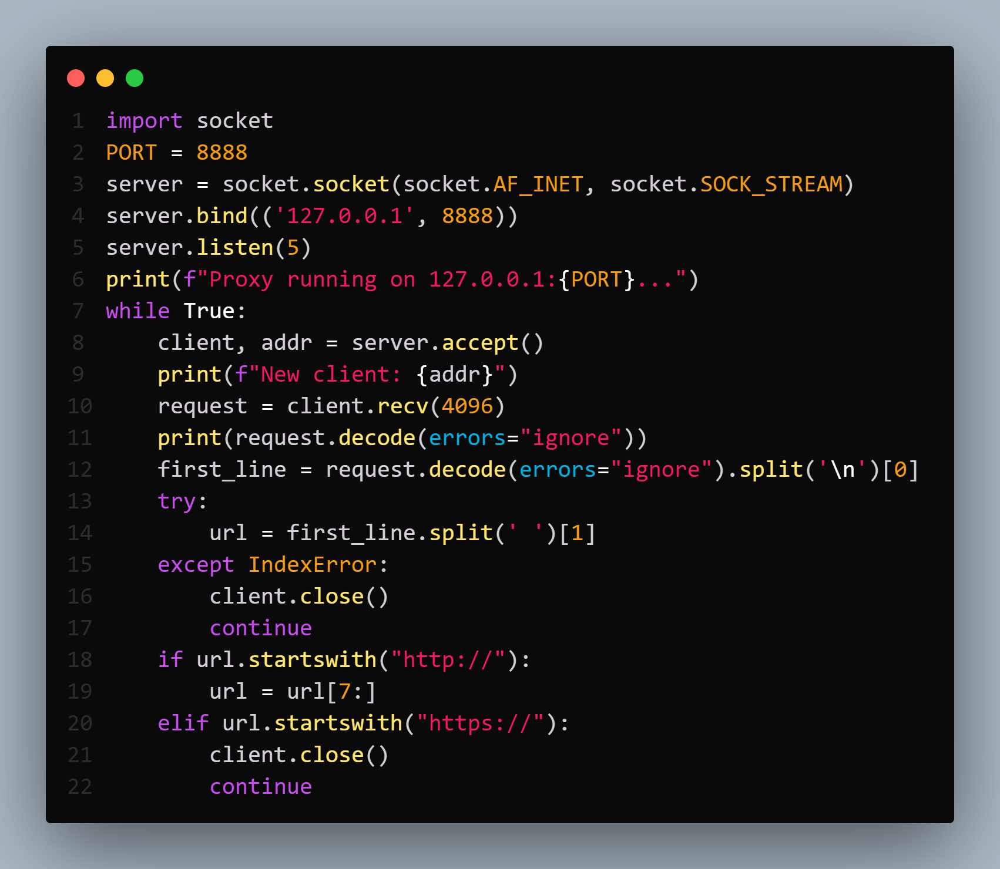 1 import socket
2 PORT = 8888
3 server = socket.socket(socket.AF_INET, socket.SOCK_STREAM)
4 server.bind(('127.0.0.1', 8888))
5 server.listen(5)
6 print(f"Proxy running on 127.0.0.1:{PORT}...")
7 while True:
8     client, addr = server.accept()
9     print(f"New client: {addr}")
10     request = client.recv(4096)
11     print(request.decode(errors="ignore"))
12     first_line = request.decode(errors="ignore").split('\n')[0]
13     try:
14         url = first_line.split(' ')[1]
15     except IndexError:
16         client.close()
17         continue
18     if url.startswith("http://"):
19         url = url[7:]
20     elif url.startswith("https://"):
21         client.close()
22         continue